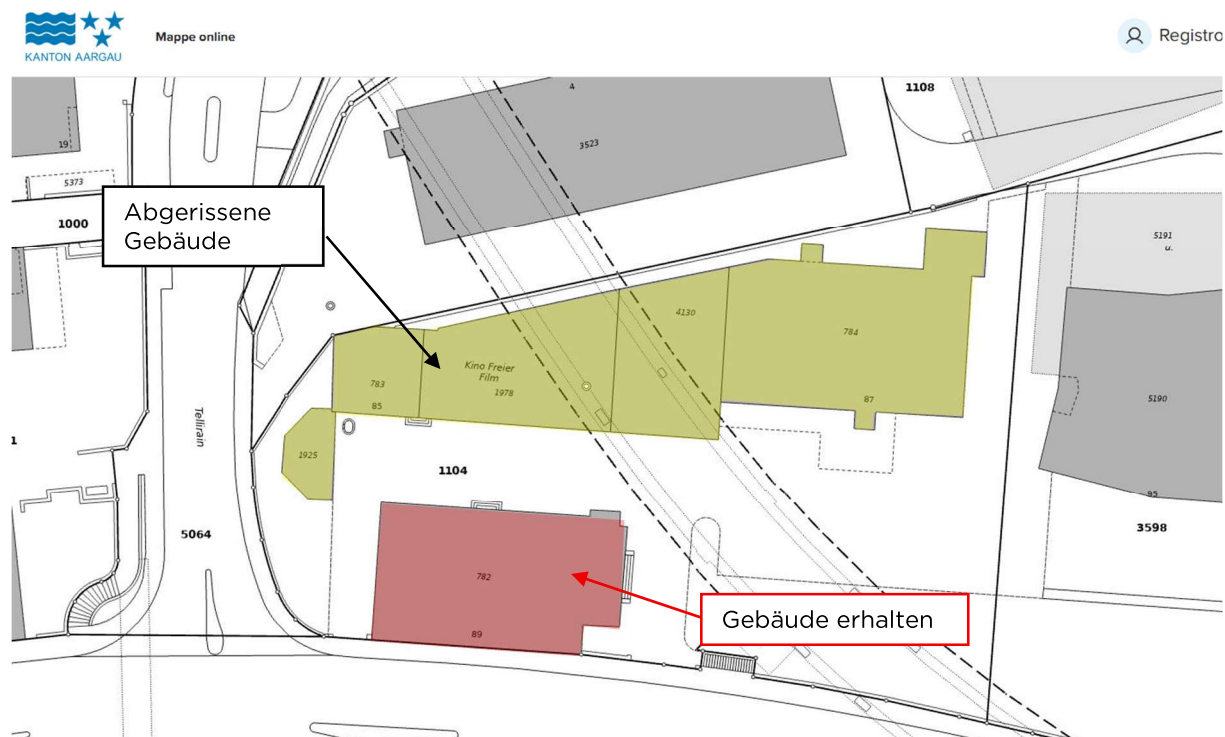 KANTON AARGAU
Mappe online
Registro
4
1108
19
3523
5373
Abgerissene
Gebäude
1000
5191
u.
4130
784
Kino Freier
Film
783
1978
85
87
5190
Tellirain
1
1925
1104
95
3598
5064
782
Gebäude erhalten
89